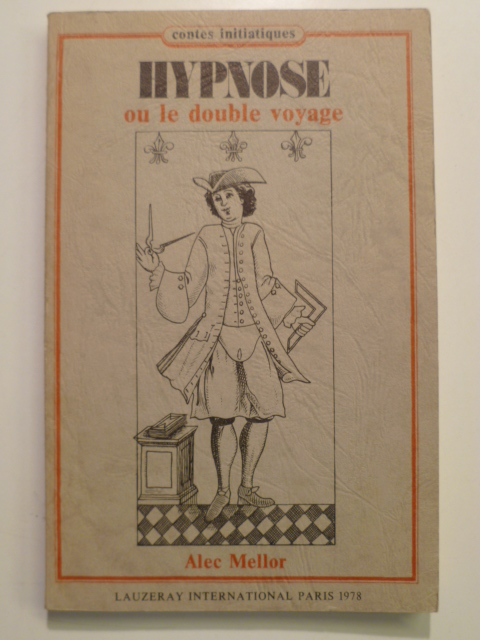 contes initiatiques
HYPNOSE
ou le double voyage
Alec Mellor
LAUZERAY INTERNATIONAL PARIS 1978